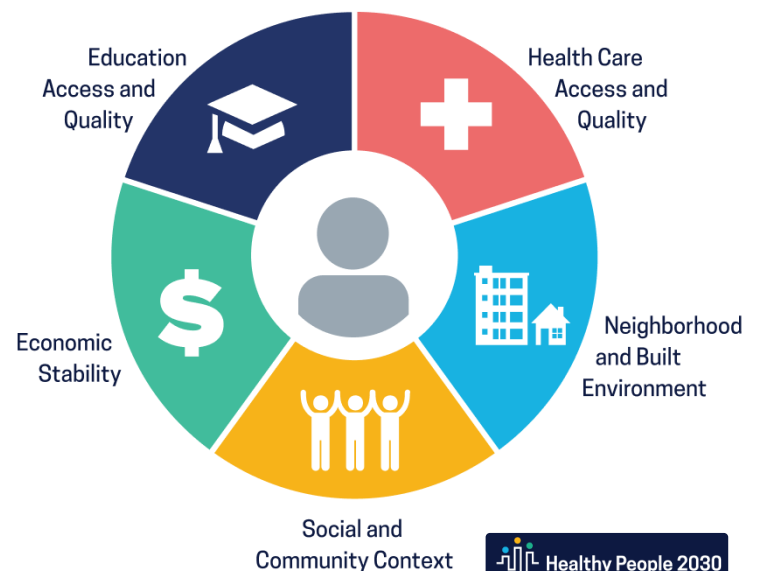 Education
Access and
Quality
Health Care
Access and
Quality
Economic
Stability
$
Neighborhood
and Built
Environment
Social and
Community Context
Healthy People 2030